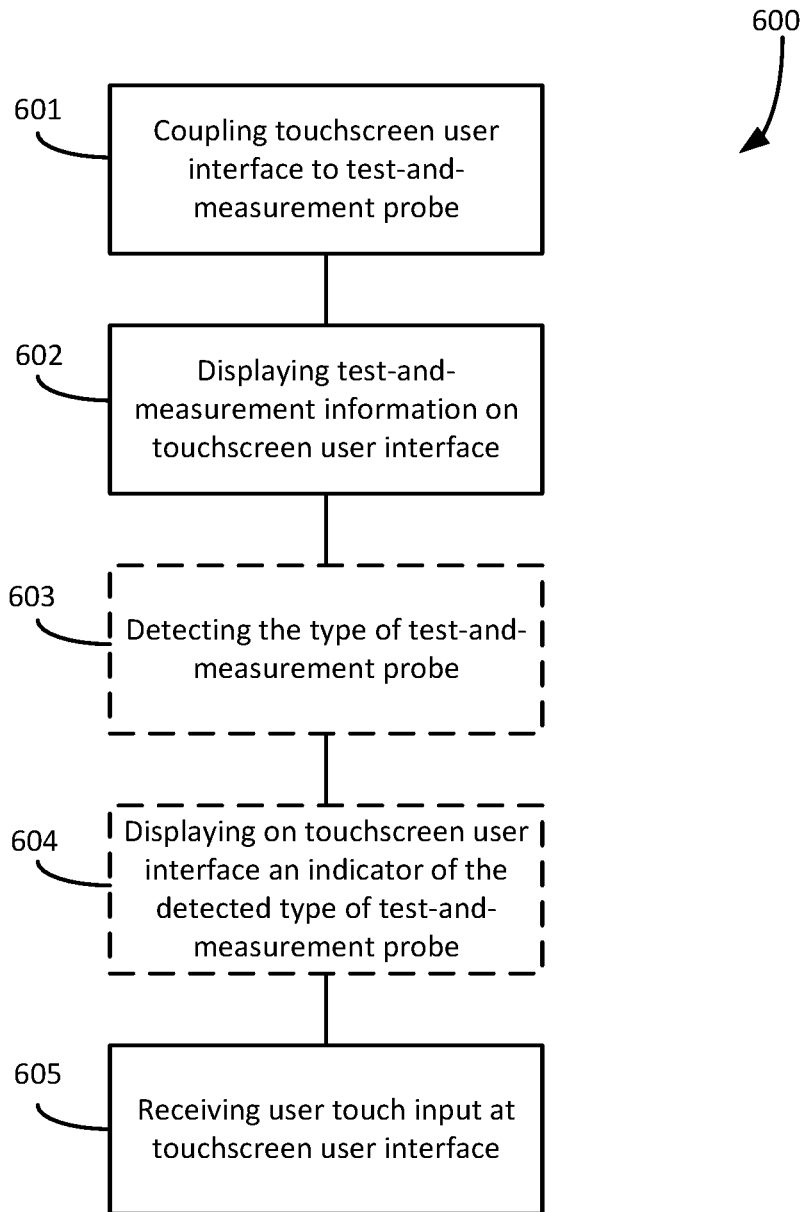 600
601
Coupling touchscreen user
interface to test-and-
measurement probe
602
Displaying test-and-
measurement information on
touchscreen user interface
603
Detecting the type of test-and-
measurement probe
604
Displaying on touchscreen user
interface an indicator of the
detected type of test-and-
measurement probe
605
Receiving user touch input at
touchscreen user interface